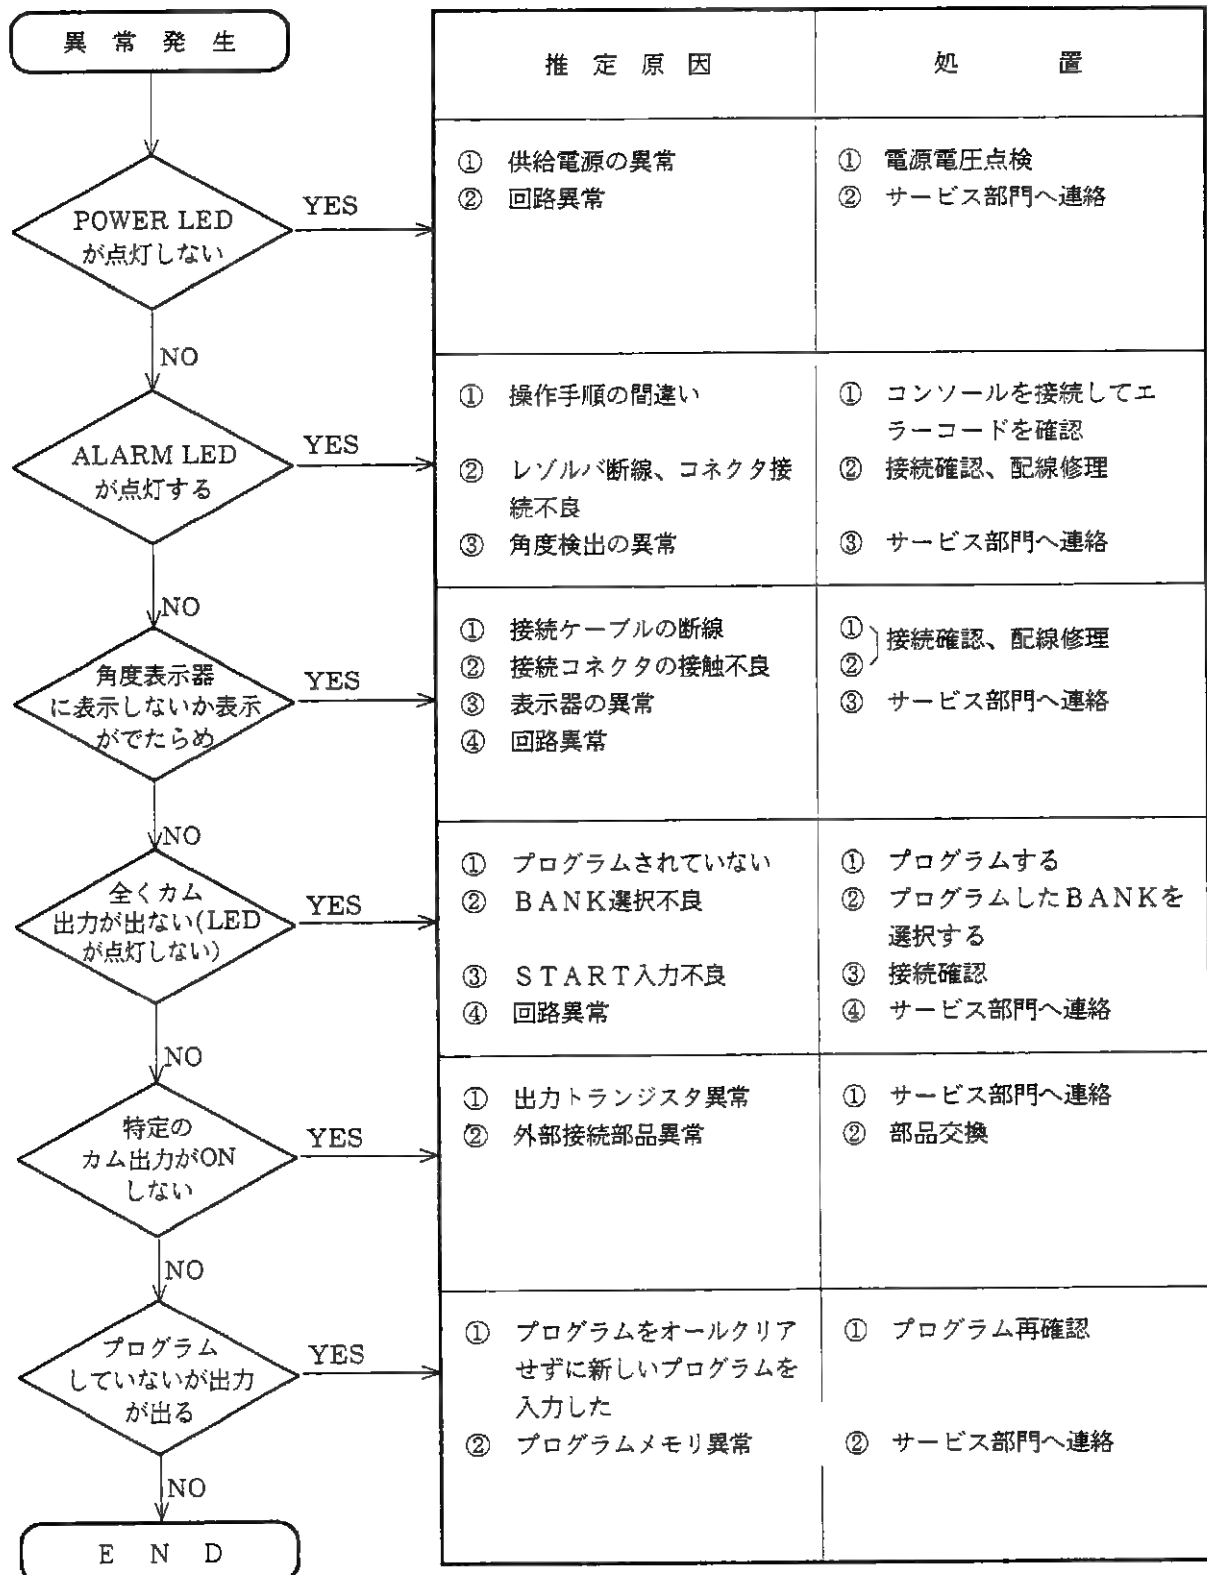 異常発生
推定原因
処置
POWER LED
が点灯しない
YES
① 供給電源の異常
② 回路異常
① 電源電圧点検
② サービス部門へ連絡
NO
ALARM LED
が点灯する
YES
① 操作手順の間違い
② レゾルバ断線、コネクタ接
続不良
③ 角度検出の異常
① コンソールを接続してエ
ラーコードを確認
② 接続確認、配線修理
③ サービス部門へ連絡
NO
角度表示器
に表示しないか表示
がでたらめ
YES
① 接続ケーブルの断線
② 接続コネクタの接触不良
③ 表示器の異常
④ 回路異常
①
② 接続確認、配線修理
③ サービス部門へ連絡
NO
全くカム
出力が出ない(LED
が点灯しない)
YES
① プログラムされていない
② BANK選択不良
③ START入力不良
④ 回路異常
① プログラムする
② プログラムしたBANKを
選択する
③ 接続確認
④ サービス部門へ連絡
NO
特定の
カム出力がON
しない
YES
① 出力トランジスタ異常
② 外部接続部品異常
① サービス部門へ連絡
② 部品交換
NO
プログラム
していないが出力
が出る
YES
① プログラムをオールクリア
せずに新しいプログラムを
入力した
② プログラムメモリ異常
① プログラム再確認
② サービス部門へ連絡
NO
END